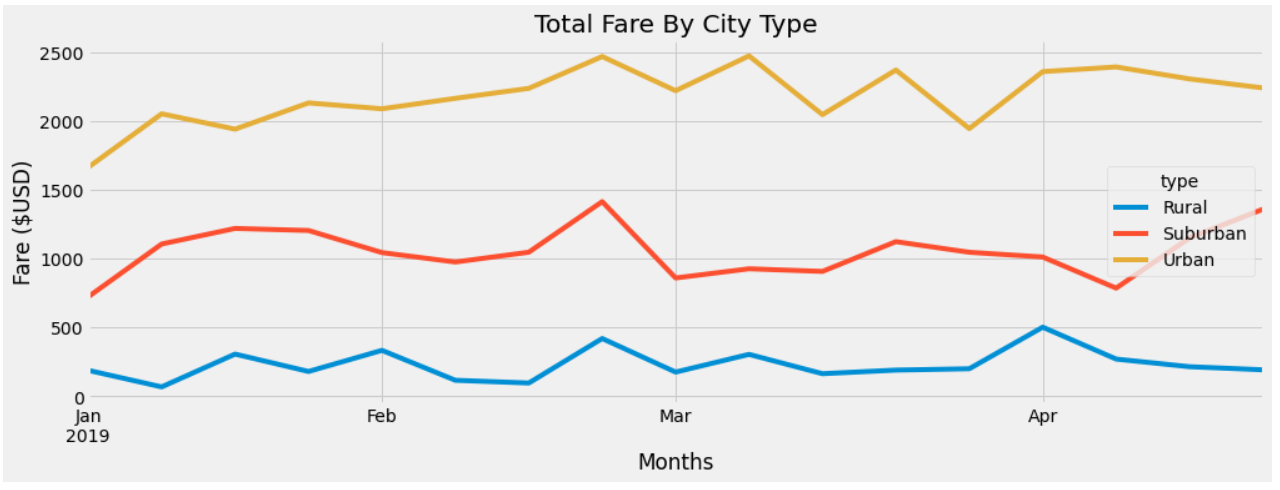 Total Fare By City Type
Fare ($USD)
2500
2000
1500
1000
500
0
type
Rural
Suburban
Urban
Jan Feb Mar Apr
2019
Months